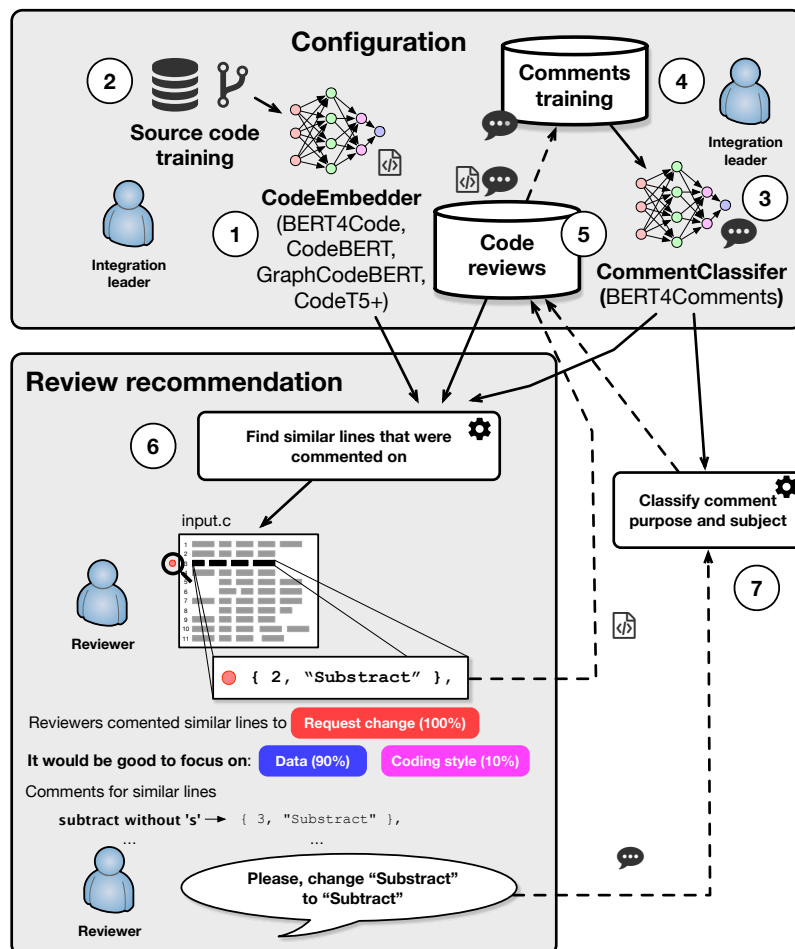 Configuration
2
Source code
training
Comments
training
4
Integration
leader
CodeEmbedder
(BERT4Code,
CodeBERT,
GraphCodeBERT,
CodeT5+)
1
Integration
leader
Code
reviews
5
3
CommentClassifer
(BERT4Comments)
Review recommendation
6
Find similar lines that were
commented on
Classify comment
purpose and subject
7
input.c
1
2
3
4
5
6
7
8
9
10
11
Reviewer
{ 2, “Substract” },
Reviewers comented similar lines to Request change (100%)
It would be good to focus on: Data (90%) Coding style (10%)
Comments for similar lines
subtract without 's' { 3, "Substract" },
... ...
Please, change “Substract”
to “Subtract”
Reviewer